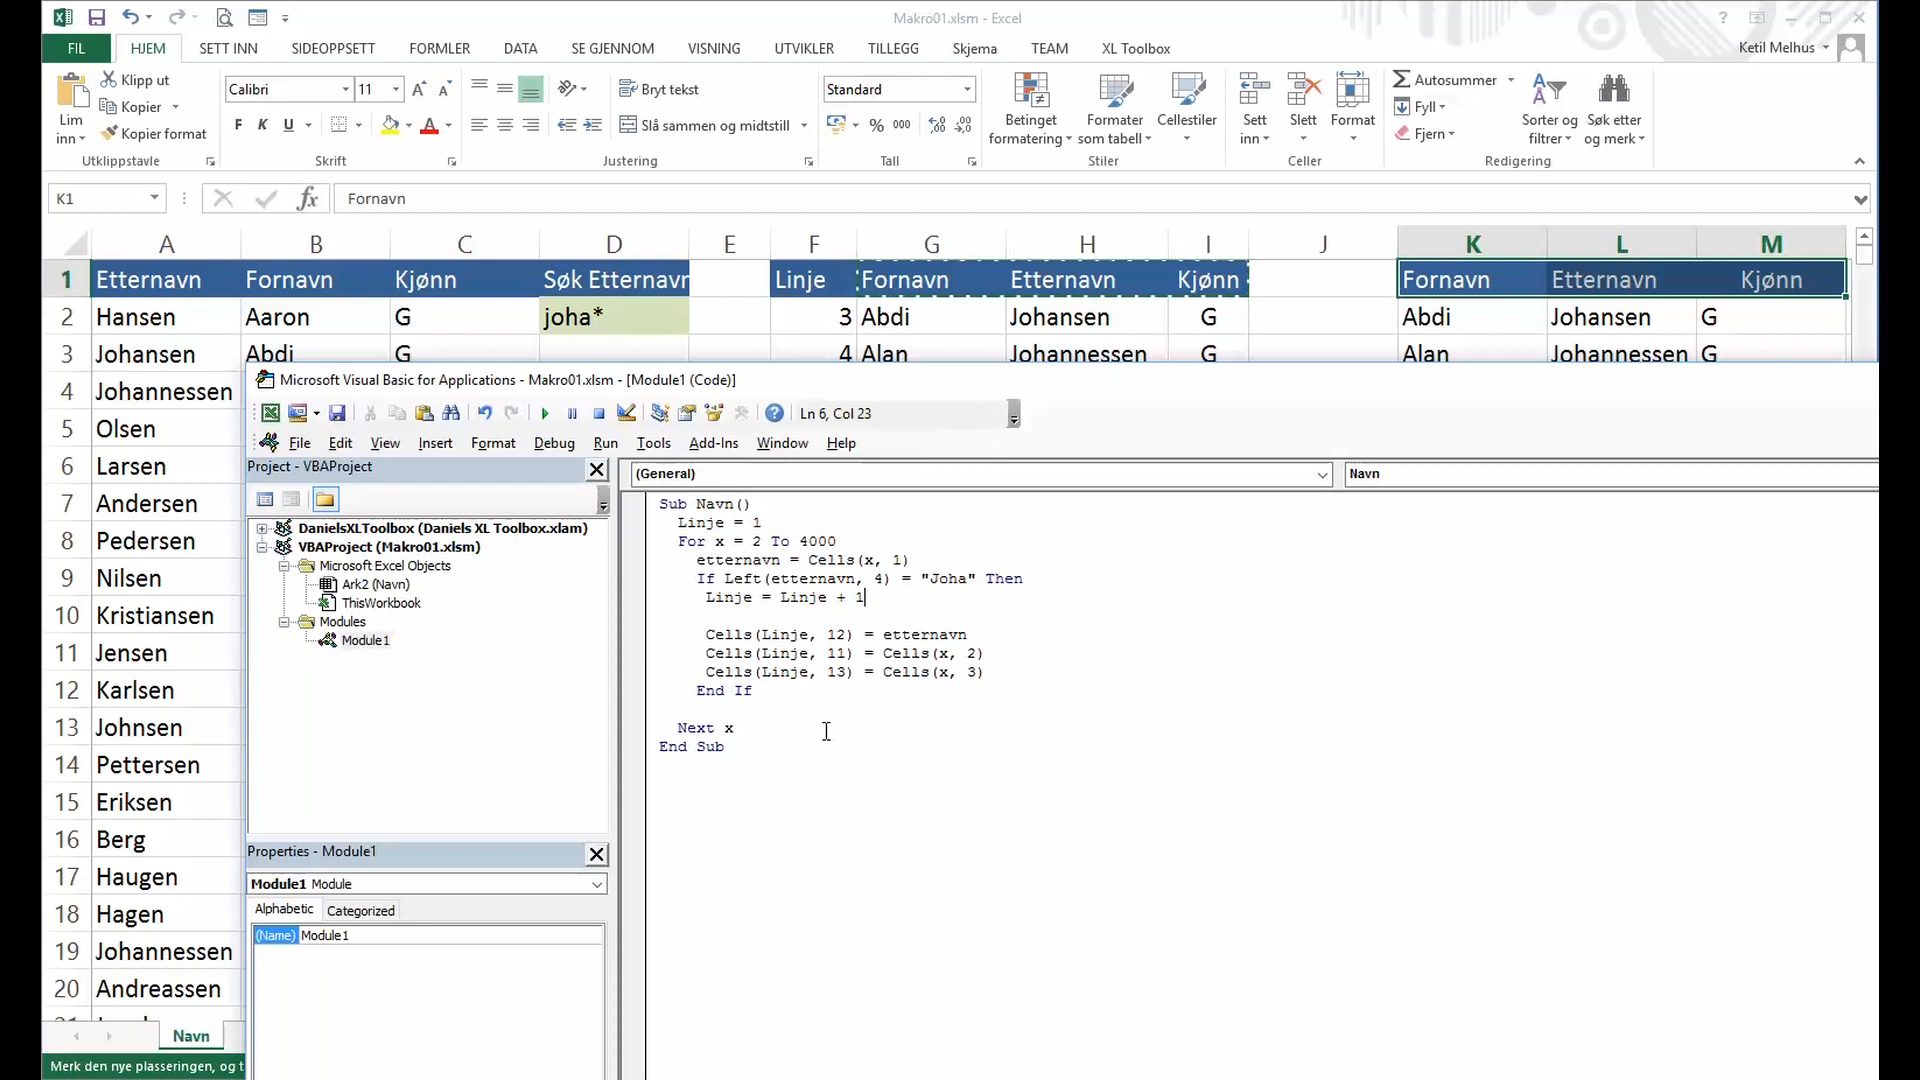 Makro01.xlsm - Excel
FIL HJEM SETT INN SIDEOPPSETT FORMLER DATA SE GJENNOM VISNING UTVIKLER TILLEGG Skjema TEAM XL Toolbox Ketil Melhus
Lim inn
Klipp ut
Kopier
Kopier format
Utklippstavle
Calibri 11
F K U
Skrift
Bryt tekst
Slå sammen og midtstill
Justering
Standard
% 000
Tall
Betinget formatering
Formater som tabell
Cellestiler
Stiler
Sett inn
Slett
Format
Celler
Autosummer
Fyll
Fjern
Sorter og filtrer
Søk etter og merk
Redigering
K1 fx Fornavn
A B C D E F G H I J K L M
1 Etternavn Fornavn Kjønn Søk Etternavn Linje Fornavn Etternavn Kjønn Fornavn Etternavn Kjønn
2 Hansen Aaron G joha* 3 Abdi Johansen G Abdi Johansen G
3 Johansen Abdi G 4 Alan Johannessen G Alan Johannessen G
4 Johannessen
5 Olsen
6 Larsen
7 Andersen
8 Pedersen
9 Nilsen
10 Kristiansen
11 Jensen
12 Karlsen
13 Johnsen
14 Pettersen
15 Eriksen
16 Berg
17 Haugen
18 Hagen
19 Johannessen
20 Andreassen
Navn
Merk den nye plasseringen, og t
Microsoft Visual Basic for Applications - Makro01.xlsm - [Module1 (Code)]
Ln 6, Col 23
File Edit View Insert Format Debug Run Tools Add-Ins Window Help
Project - VBAProject
DanielsXLToolbox (Daniels XL Toolbox.xlam)
VBAProject (Makro01.xlsm)
Microsoft Excel Objects
Ark2 (Navn)
ThisWorkbook
Modules
Module1
Properties - Module1
Module1 Module
Alphabetic Categorized
(Name) Module1
(General) Navn
Sub Navn()
Linje = 1
For x = 2 To 4000
etternavn = Cells(x, 1)
If Left(etternavn, 4) = "Joha" Then
Linje = Linje + 1
Cells(Linje, 12) = etternavn
Cells(Linje, 11) = Cells(x, 2)
Cells(Linje, 13) = Cells(x, 3)
End If
Next x
End Sub